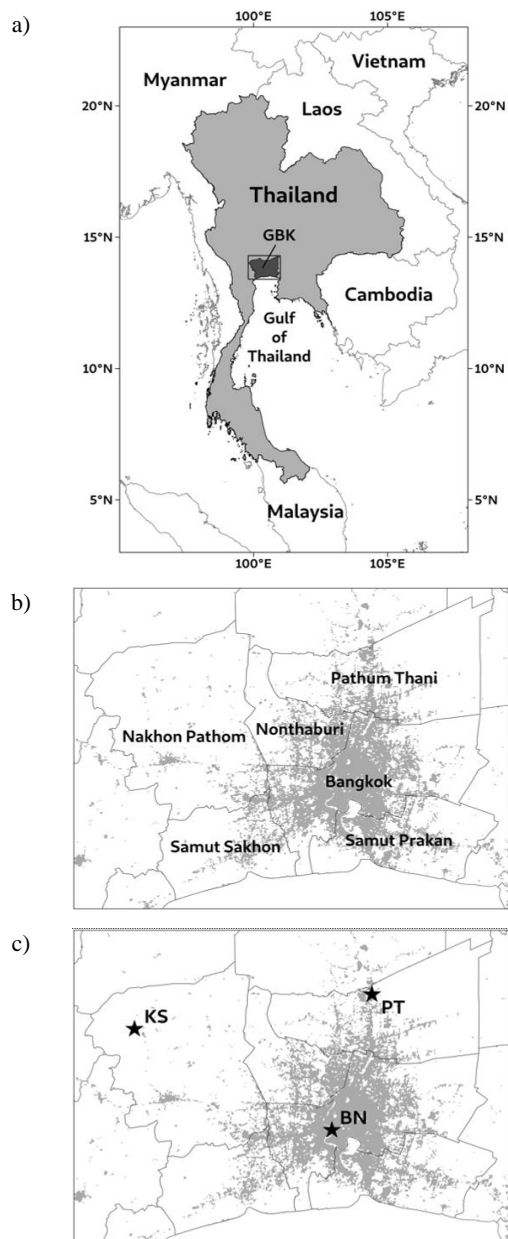 a)
100°E 105°E
Myanmar
Vietnam
20°N 20°N
Laos
Thailand
15°N 15°N
GBK
Cambodia
Gulf
of
Thailand
10°N 10°N
5°N 5°N
Malaysia
100°E 105°E
b)
Pathum Thani
Nonthaburi
Nakhon Pathom
Bangkok
Samut Sakhon
Samut Prakan
c)
KS
PT
BN